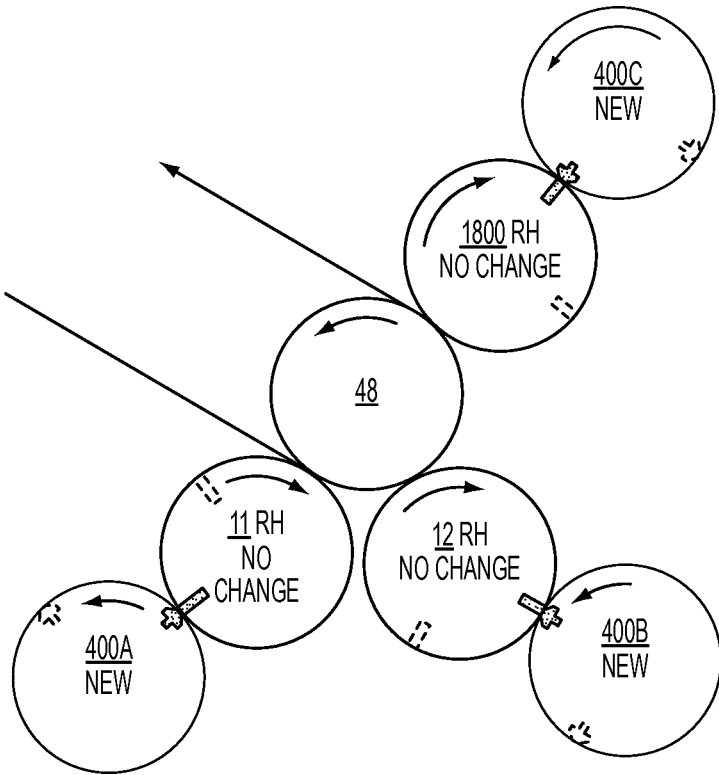 400C
NEW
1800 RH
NO CHANGE
48
11 RH
NO
CHANGE
12 RH
NO CHANGE
400A
NEW
400B
NEW